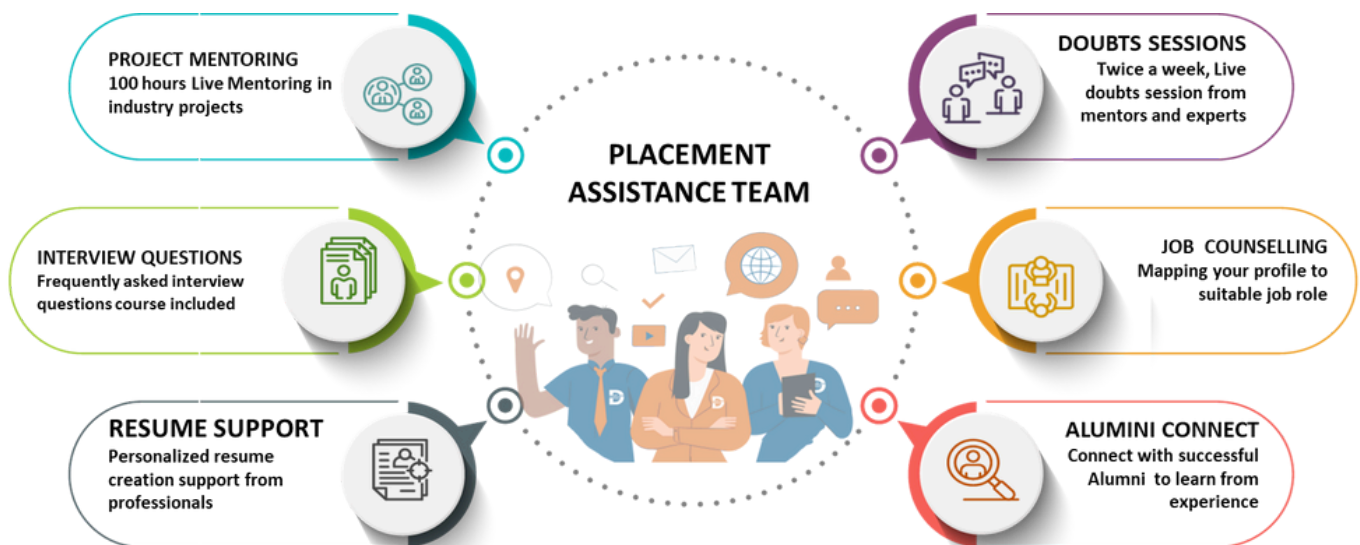 PROJECT MENTORING
100 hours Live Mentoring in
industry projects
INTERVIEW QUESTIONS
Frequently asked interview
questions course included
RESUME SUPPORT
Personalized resume
creation support from
professionals
PLACEMENT
ASSISTANCE TEAM
DOUBTS SESSIONS
Twice a week, Live
doubts session from
mentors and experts
JOB COUNSELLING
Mapping your profile to
suitable job role
ALUMINI CONNECT
Connect with successful
Alumni to learn from
experience